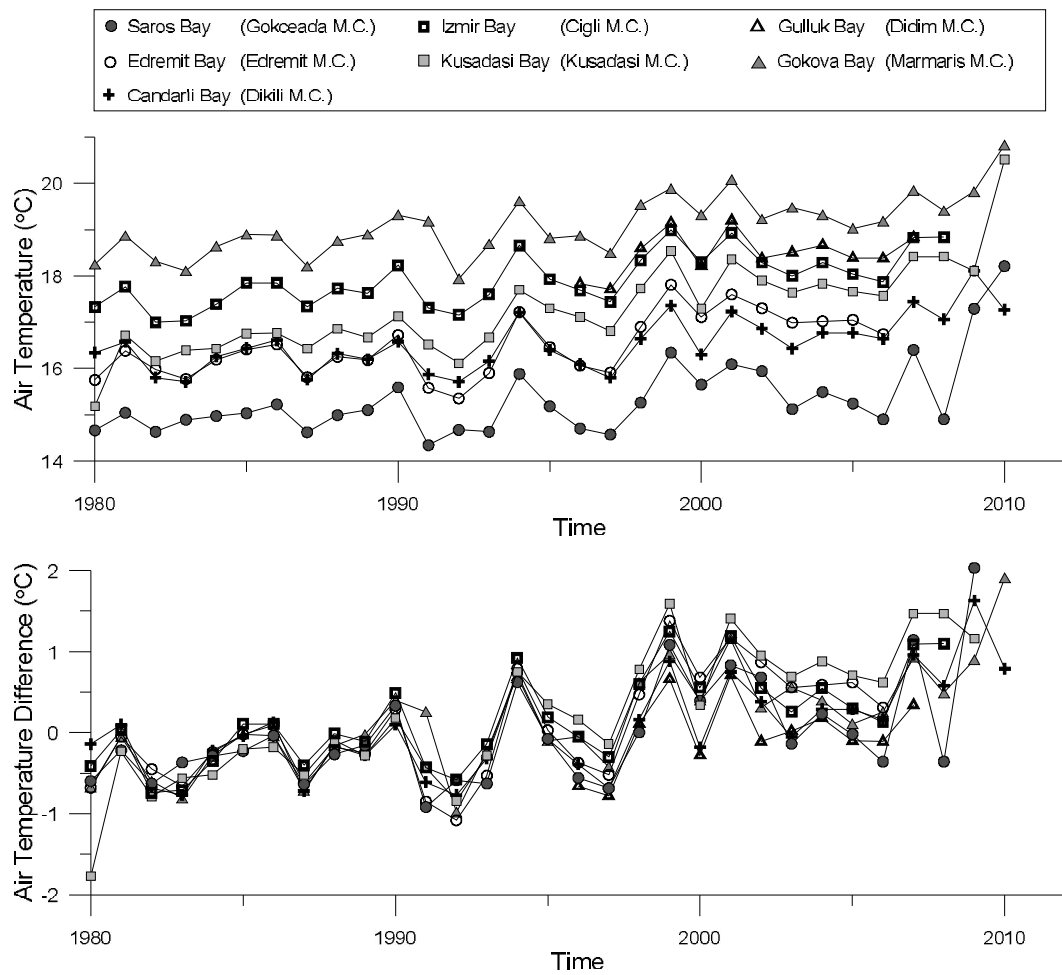 Saros Bay (Gokceada M.C.) Izmir Bay (Cigli M.C.) Gulluk Bay (Didim M.C.)
Edremit Bay (Edremit M.C.) Kusadasi Bay (Kusadasi M.C.) Gokova Bay (Marmaris M.C.)
Candarli Bay (Dikili M.C.)
Air Temperature (°C)
20
18
16
14
1980 1990 2000 2010
Time
Air Temperature Difference (°C)
2
1
0
-1
-2
1980 1990 2000 2010
Time